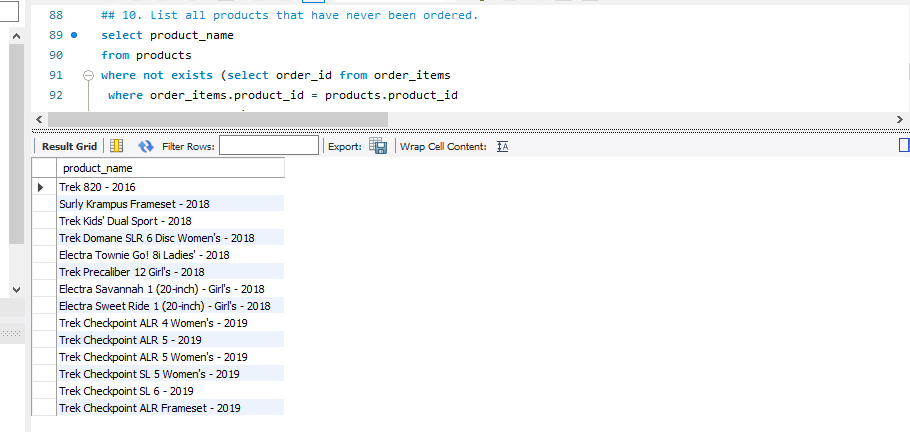 88 ## 10. List all products that have never been ordered.
89 select product_name
90 from products
91 where not exists (select order_id from order_items
92 where order_items.product_id = products.product_id
Result Grid Filter Rows: Export: Wrap Cell Content:
product_name
Trek 820 - 2016
Surly Krampus Frameset - 2018
Trek Kids' Dual Sport - 2018
Trek Domane SLR 6 Disc Women's - 2018
Electra Townie Go! 8i Ladies' - 2018
Trek Precaliber 12 Girl's - 2018
Electra Savannah 1 (20-inch) - Girl's - 2018
Electra Sweet Ride 1 (20-inch) - Girl's - 2018
Trek Checkpoint ALR 4 Women's - 2019
Trek Checkpoint ALR 5 - 2019
Trek Checkpoint ALR 5 Women's - 2019
Trek Checkpoint SL 5 Women's - 2019
Trek Checkpoint SL 6 - 2019
Trek Checkpoint ALR Frameset - 2019